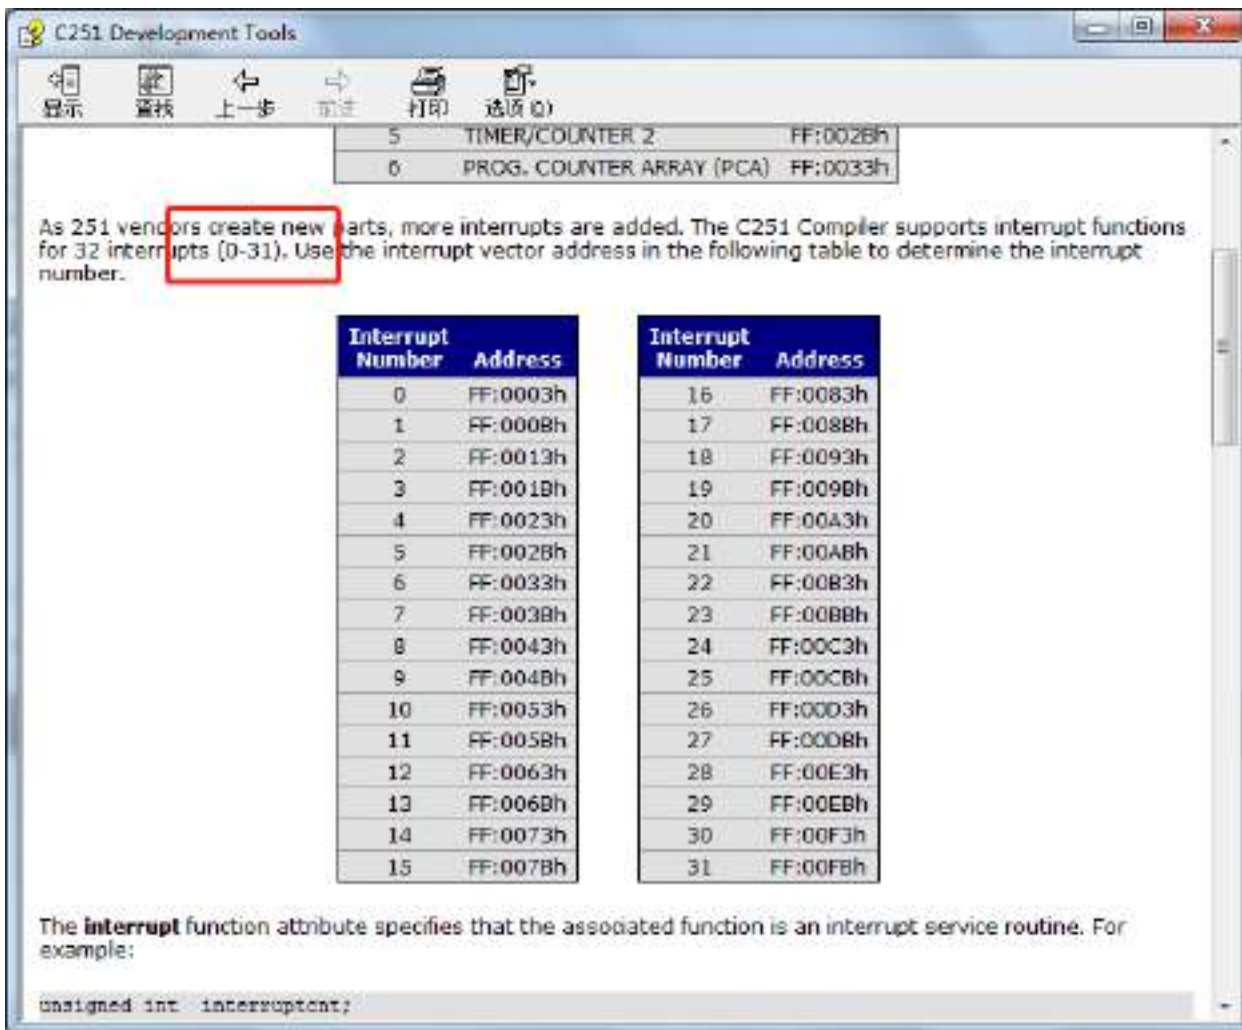 C251 Development Tools
显示 查找 上一步 前进 打印 选项(O)
5 TIMER/COUNTER 2 FF:002Bh
6 PROG. COUNTER ARRAY (PCA) FF:0033h
As 251 vendors create new parts, more interrupts are added. The C251 Compiler supports interrupt functions
for 32 interrupts (0-31). Use the interrupt vector address in the following table to determine the interrupt
number.
Interrupt Interrupt
Number Address Number Address
0 FF:0003h 16 FF:0083h
1 FF:000Bh 17 FF:008Bh
2 FF:0013h 18 FF:0093h
3 FF:001Bh 19 FF:009Bh
4 FF:0023h 20 FF:00A3h
5 FF:002Bh 21 FF:00ABh
6 FF:0033h 22 FF:00B3h
7 FF:003Bh 23 FF:00BBh
8 FF:0043h 24 FF:00C3h
9 FF:004Bh 25 FF:00CBh
10 FF:0053h 26 FF:00D3h
11 FF:005Bh 27 FF:00DBh
12 FF:0063h 28 FF:00E3h
13 FF:006Bh 29 FF:00EBh
14 FF:0073h 30 FF:00F3h
15 FF:007Bh 31 FF:00FBh
The interrupt function attribute specifies that the associated function is an interrupt service routine. For
example:
unsigned int interruptcnt;